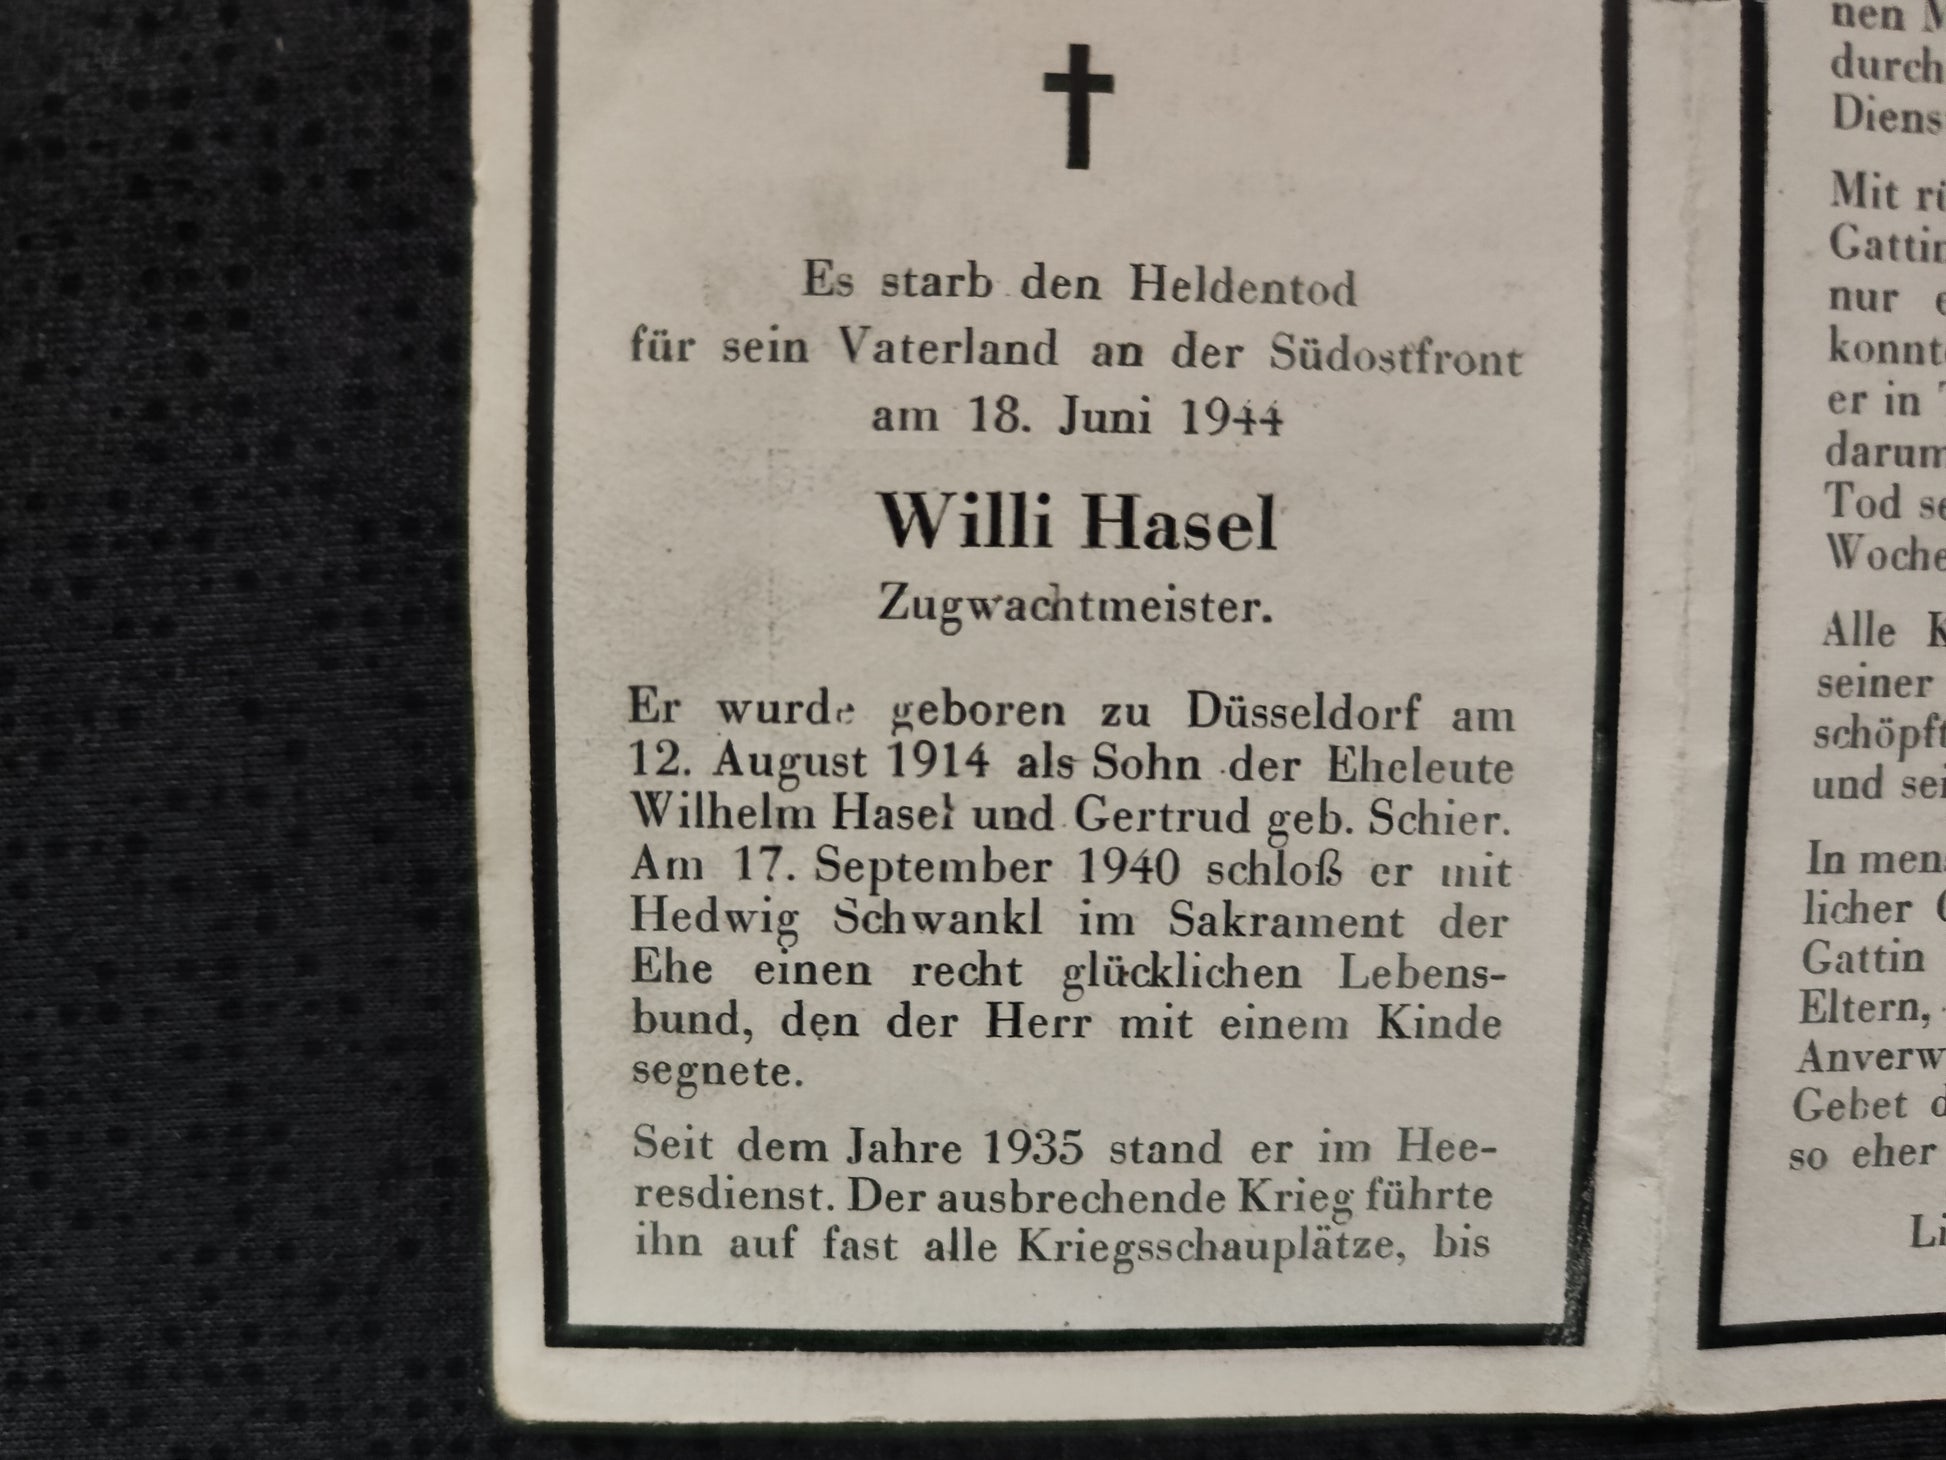 Es starb den Heldentod
für sein Vaterland an der Südostfront
am 18. Juni 1944
Willi Hasel
Zugwachtmeister.
Er wurde geboren zu Düsseldorf am
12. August 1914 als Sohn der Eheleute
Wilhelm Hasel und Gertrud geb. Schier.
Am 17. September 1940 schloß er mit
Hedwig Schwankl im Sakrament der
Ehe einen recht glücklichen Lebens-
bund, den der Herr mit einem Kinde
segnete.
Seit dem Jahre 1935 stand er im Hee-
resdienst. Der ausbrechende Krieg führte
ihn auf fast alle Kriegsschauplätze, bis
nen
durch
Diens
Mit
nur
er in
darum
Tod
Woche
Alle
seiner
schöpft
und
In
licher
Gattin
Eltern,
Anverw
Gebet
so eher